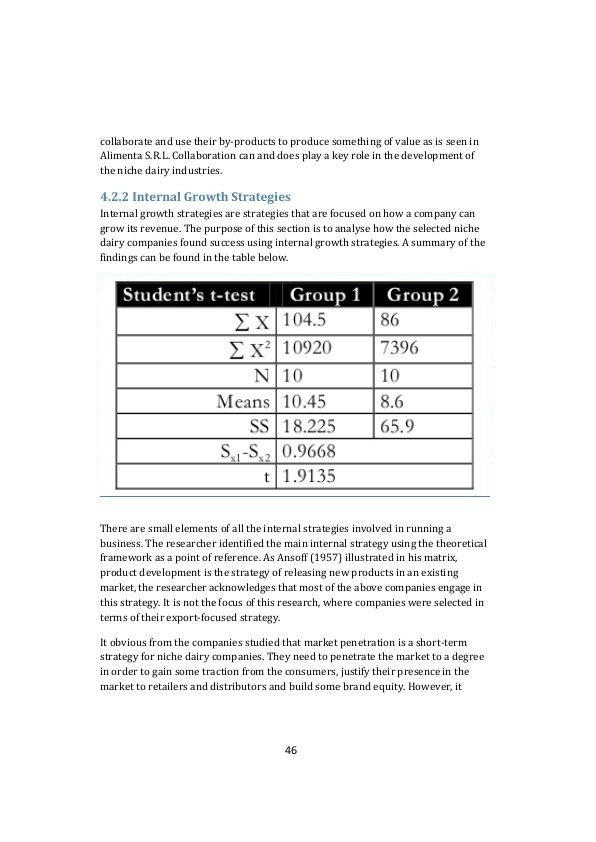 collaborate and use their by-products to produce something of value as is seen in
Alimenta S.R.L. Collaboration can and does play a key role in the development of
the niche dairy industries.
4.2.2 Internal Growth Strategies
Internal growth strategies are strategies that are focused on how a company can
grow its revenue. The purpose of this section is to analyse how the selected niche
dairy companies found success using internal growth strategies. A summary of the
findings can be found in the table below.
Student's t-test Group 1 Group 2
∑ X 104.5 86
∑ X² 10920 7396
N 10 10
Means 10.45 8.6
SS 18.225 65.9
Sx1-Sx2 0.9668
t 1.9135
There are small elements of all the internal strategies involved in running a
business. The researcher identified the main internal strategy using the theoretical
framework as a point of reference. As Ansoff (1957) illustrated in his matrix,
product development is the strategy of releasing new products in an existing
market, the researcher acknowledges that most of the above companies engage in
this strategy. It is not the focus of this research, where companies were selected in
terms of their export-focused strategy.
It obvious from the companies studied that market penetration is a short-term
strategy for niche dairy companies. They need to penetrate the market to a degree
in order to gain some traction from the consumers, justify their presence in the
market to retailers and distributors and build some brand equity. However, it
46